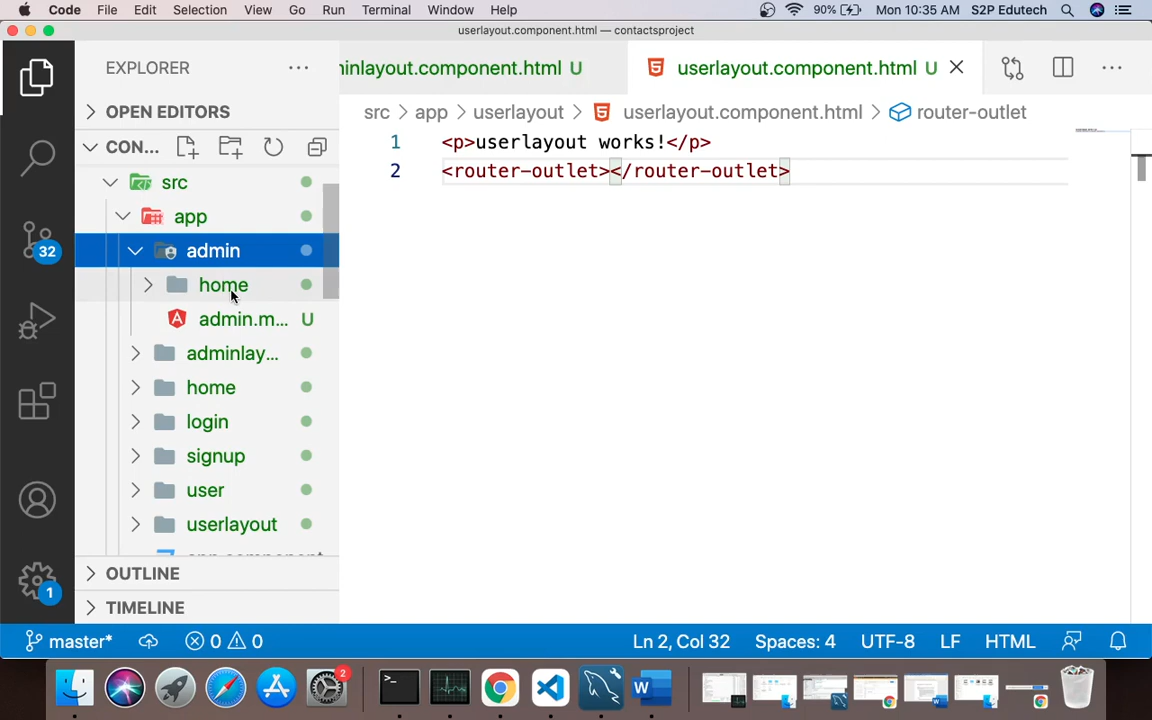 Code File Edit Selection View Go Run Terminal Window Help 90% Mon 10:35 AM S2P Edutech
userlayout.component.html — contactsproject
EXPLORER
inlayout.component.html U
userlayout.component.html U
OPEN EDITORS
src > app > userlayout > userlayout.component.html > router-outlet
CON...
1 <p>userlayout works!</p>
2 <router-outlet></router-outlet>
src
app
admin
home
admin.m... U
adminlay...
home
login
signup
user
userlayout
app.component
OUTLINE
TIMELINE
32
1
master* 0 0 Ln 2, Col 32 Spaces: 4 UTF-8 LF HTML
2